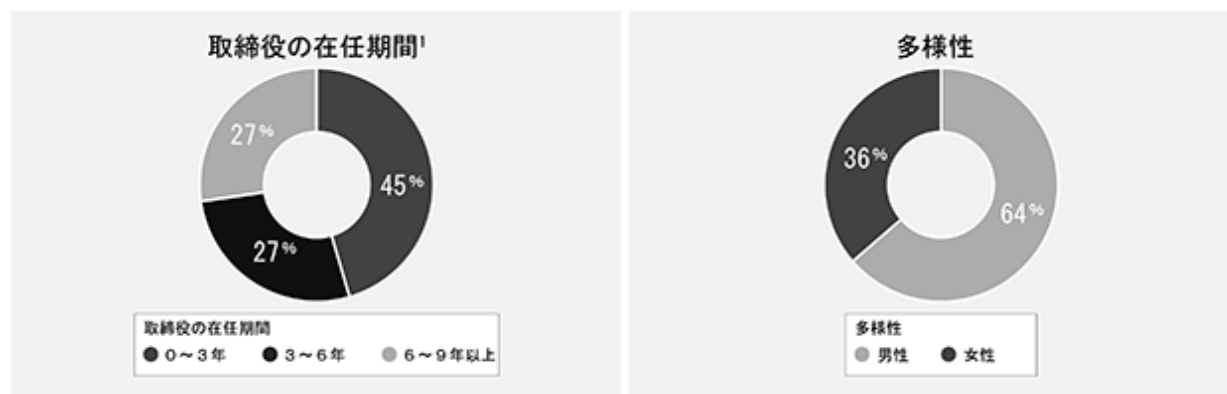 取締役の在任期間¹
27%
45%
27%
取締役の在任期間
● 0～3年 ● 3～6年 ● 6～9年以上
多様性
36%
64%
多様性
● 男性 ● 女性